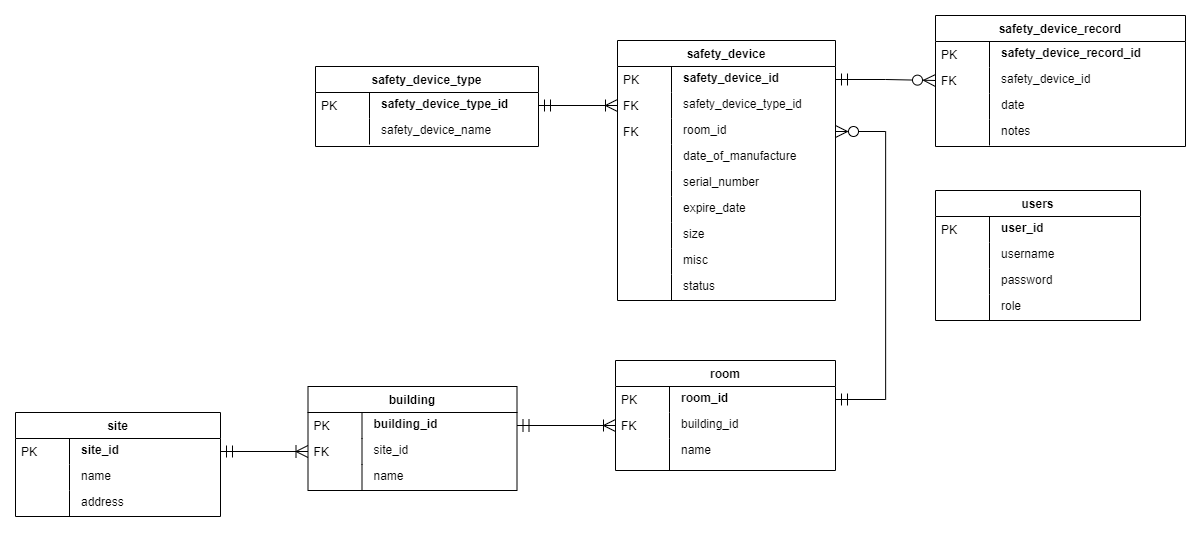 safety_device_type
PK safety_device_type_id
safety_device_name
safety_device
PK safety_device_id
FK safety_device_type_id
FK room_id
date_of_manufacture
serial_number
expire_date
size
misc
status
safety_device_record
PK safety_device_record_id
FK safety_device_id
date
notes
users
PK user_id
username
password
role
site
PK site_id
name
address
building
PK building_id
FK site_id
name
room
PK room_id
FK building_id
name